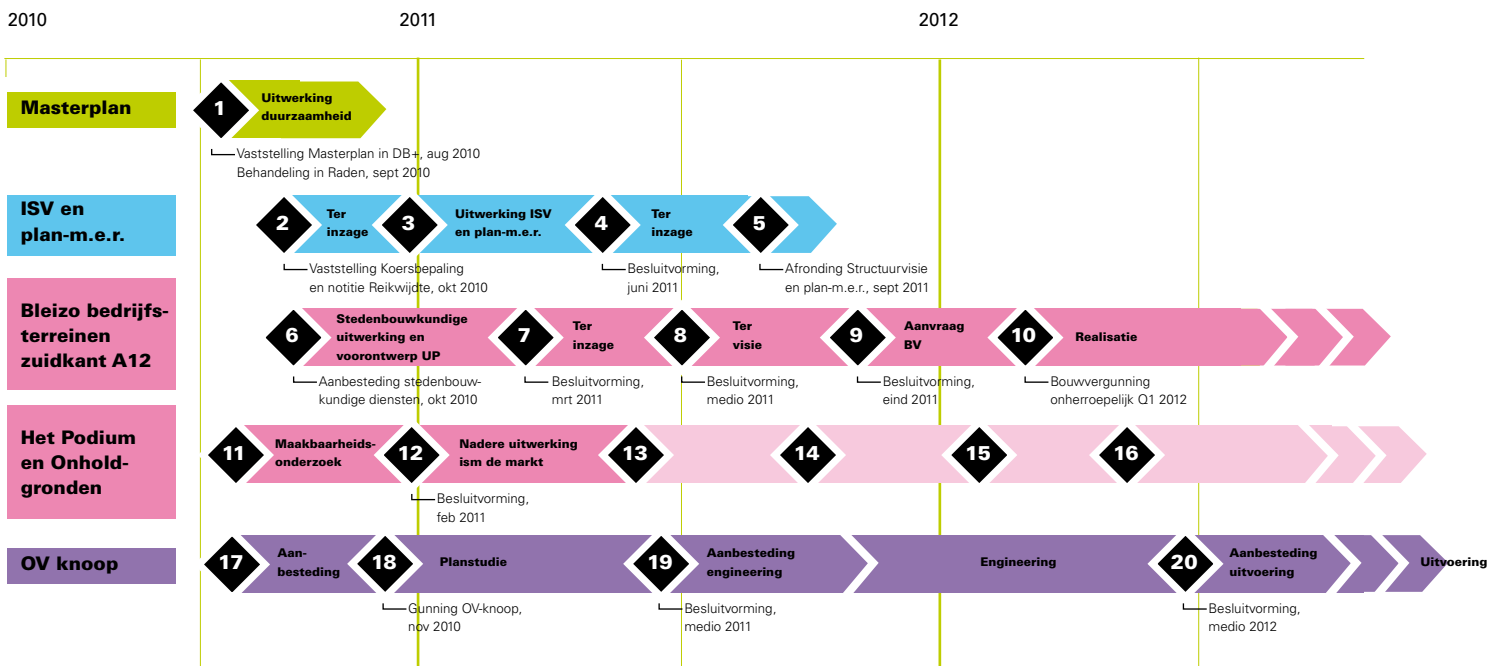 2010
2011
2012
Masterplan
1
Uitwerking
duurzaamheid
Vaststelling Masterplan in DB+, aug 2010
Behandeling in Raden, sept 2010
ISV en
plan-m.e.r.
2
Ter
inzage
3
Uitwerking ISV
en plan-m.e.r.
4
Ter
inzage
5
Vaststelling Koersbepaling
en notitie Reikwijdte, okt 2010
Besluitvorming,
juni 2011
Afronding Structuurvisie
en plan-m.e.r., sept 2011
Bleizo bedrijfs-
terreinen
zuidkant A12
6
Stedenbouwkundige
uitwerking en
voorontwerp UP
7
Ter
inzage
8
Ter
visie
9
Aanvraag
BV
10
Realisatie
Aanbesteding stedenbouw-
kundige diensten, okt 2010
Besluitvorming,
mrt 2011
Besluitvorming,
medio 2011
Besluitvorming,
eind 2011
Bouwvergunning
onherroepelijk Q1 2012
Het Podium
en Onhold-
gronden
11
Maakbaarheids-
onderzoek
12
Nadere uitwerking
ism de markt
13
14
15
16
Besluitvorming,
feb 2011
OV knoop
17
Aan-
besteding
18
Planstudie
19
Aanbesteding
engineering
Engineering
20
Aanbesteding
uitvoering
Uitvoering
Gunning OV-knoop,
nov 2010
Besluitvorming,
medio 2011
Besluitvorming,
medio 2012